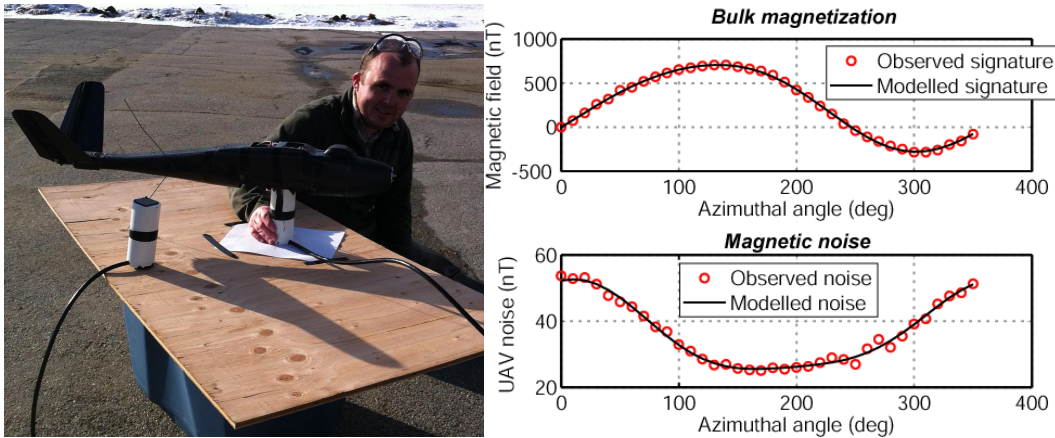 Bulk magnetization
Magnetic field (nT)
1000
500
0
-500
Observed signature
Modelled signature
0 100 200 300 400
Azimuthal angle (deg)
Magnetic noise
UAV noise (nT)
60
40
20
Observed noise
Modelled noise
0 100 200 300 400
Azimuthal angle (deg)